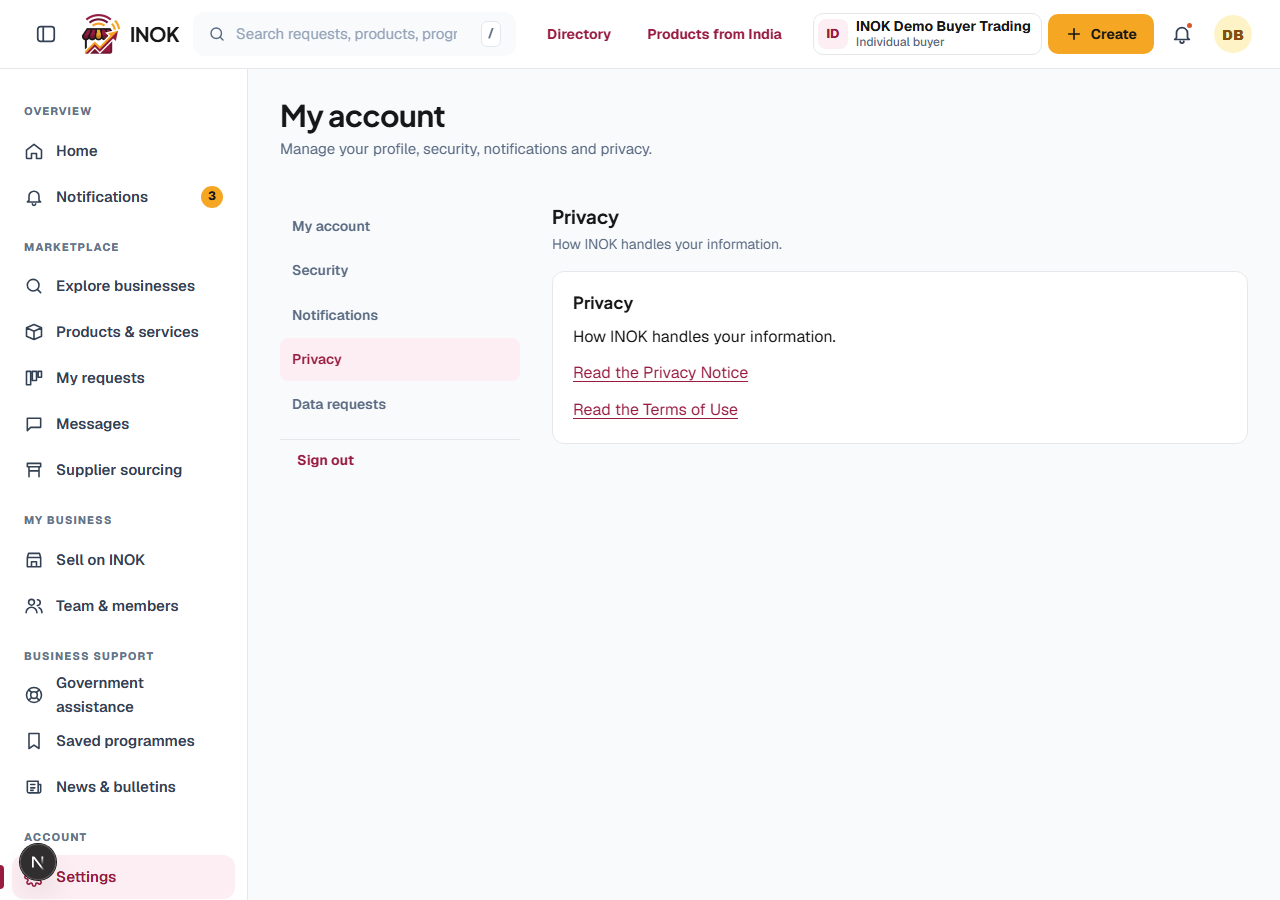 INOK
Search requests, products, progr
/
Directory
Products from India
ID
INOK Demo Buyer Trading
Individual buyer
Create
DB
OVERVIEW
Home
Notifications
3
MARKETPLACE
Explore businesses
Products & services
My requests
Messages
Supplier sourcing
MY BUSINESS
Sell on INOK
Team & members
BUSINESS SUPPORT
Government
assistance
Saved programmes
News & bulletins
ACCOUNT
N
Settings
My account
Manage your profile, security, notifications and privacy.
My account
Security
Notifications
Privacy
Data requests
Sign out
Privacy
How INOK handles your information.
Privacy
How INOK handles your information.
Read the Privacy Notice
Read the Terms of Use